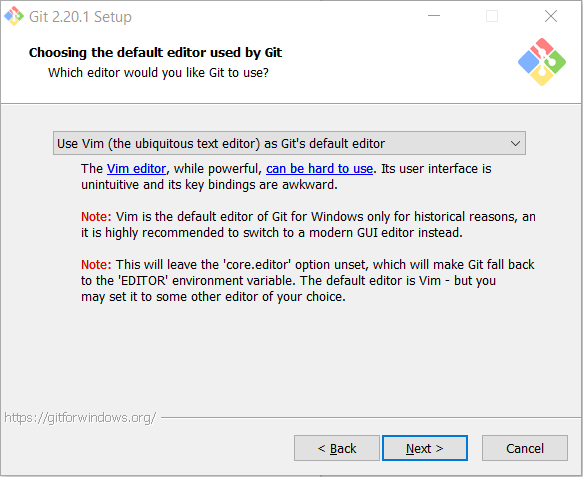 Git 2.20.1 Setup
Choosing the default editor used by Git
Which editor would you like Git to use?
Use Vim (the ubiquitous text editor) as Git's default editor
The Vim editor, while powerful, can be hard to use. Its user interface is
unintuitive and its key bindings are awkward.
Note: Vim is the default editor of Git for Windows only for historical reasons, an
it is highly recommended to switch to a modern GUI editor instead.
Note: This will leave the 'core.editor' option unset, which will make Git fall back
to the 'EDITOR' environment variable. The default editor is Vim - but you
may set it to some other editor of your choice.
https://gitforwindows.org/
< Back Next > Cancel